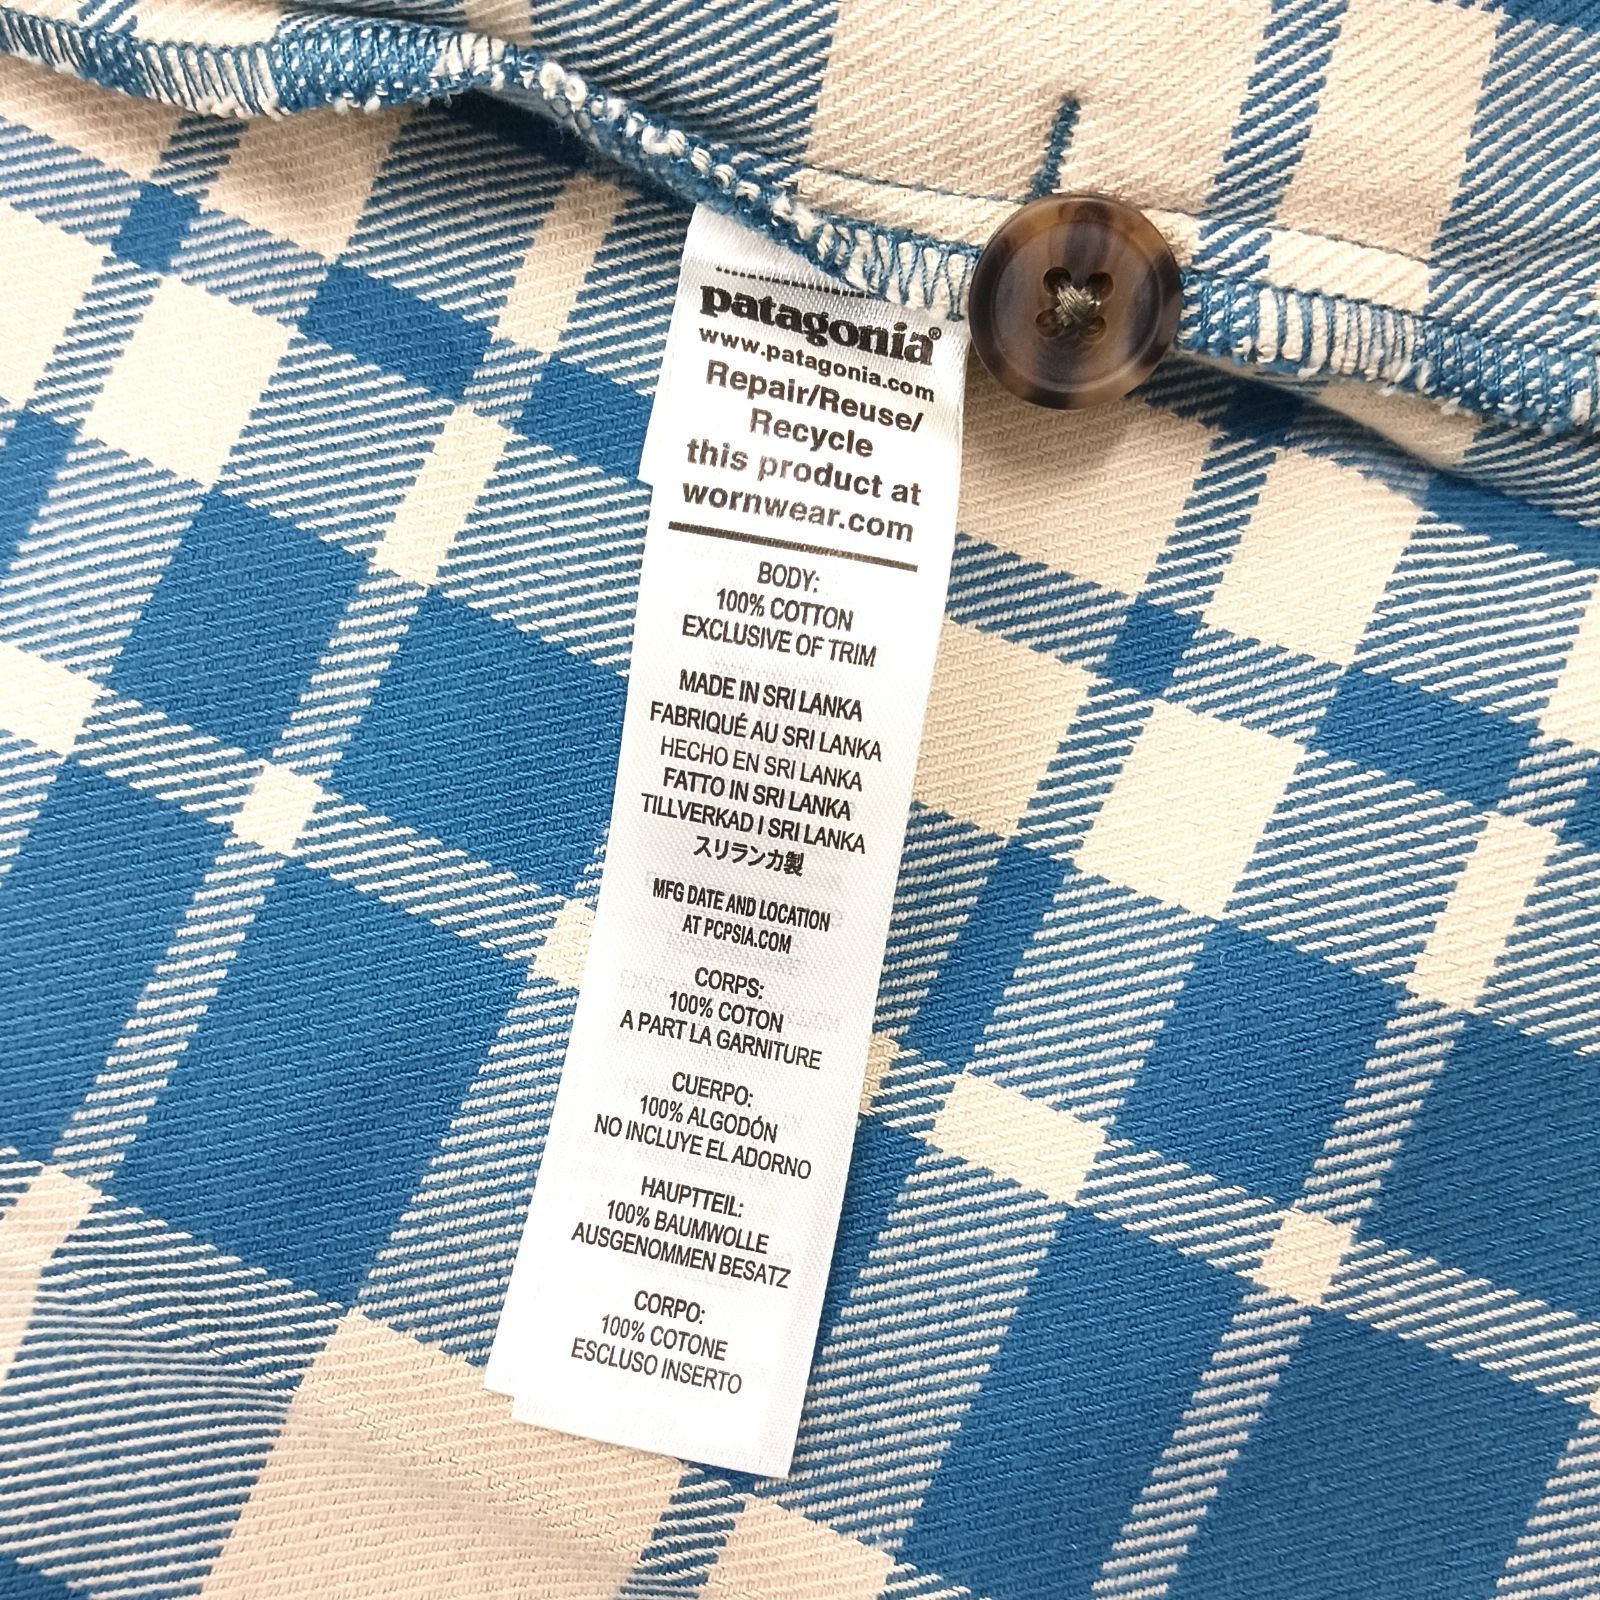 patagonia®
www.patagonia.com
Repair/Reuse/
Recycle
this product at
wornwear.com
BODY:
100% COTTON
EXCLUSIVE OF TRIM
MADE IN SRI LANKA
FABRIQUÉ AU SRI LANKA
HECHO EN SRI LANKA
FATTO IN SRI LANKA
TILLVERKAD I SRI LANKA
スリランカ製
MFG DATE AND LOCATION
AT PCPSIA.COM
CORPS:
100% COTON
A PART LA GARNITURE
CUERPO:
100% ALGODÓN
NO INCLUYE EL ADORNO
HAUPTTEIL:
100% BAUMWOLLE
AUSGENOMMEN BESATZ
CORPO:
100% COTONE
ESCLUSO INSERTO